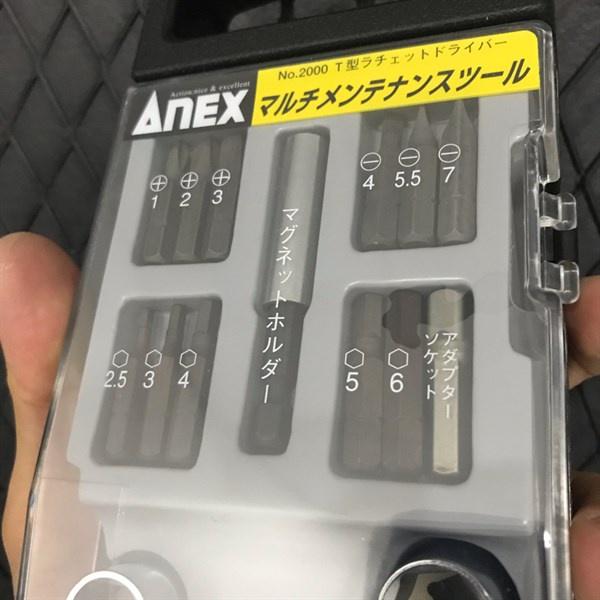 No.2000 T型ラチェットドライバー
Action:nice & excellent
ANEX マルチメンテナンスツール
⊕ ⊕ ⊕
1 2 3
⊖ ⊖ ⊖
4 5.5 7
マグネットホルダー
2.5 3 4
5 6
アダプター
ソケット